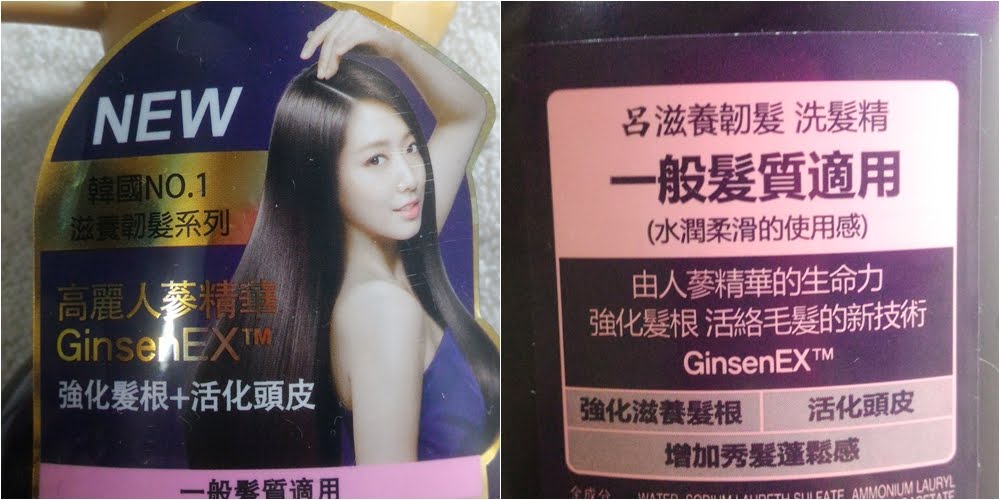 NEW
韓國NO.1
滋養韌髮系列
高麗人蔘精華
GinsenEX™
強化髮根+活化頭皮
一般髮質適用
呂滋養韌髮 洗髮精
一般髮質適用
(水潤柔滑的使用感)
由人蔘精華的生命力
強化髮根 活絡毛髮的新技術
GinsenEX™
強化滋養髮根 活化頭皮
增加秀髮蓬鬆感
全成分 WATER, SODIUM LAURETH SULFATE, AMMONIUM LAURYL